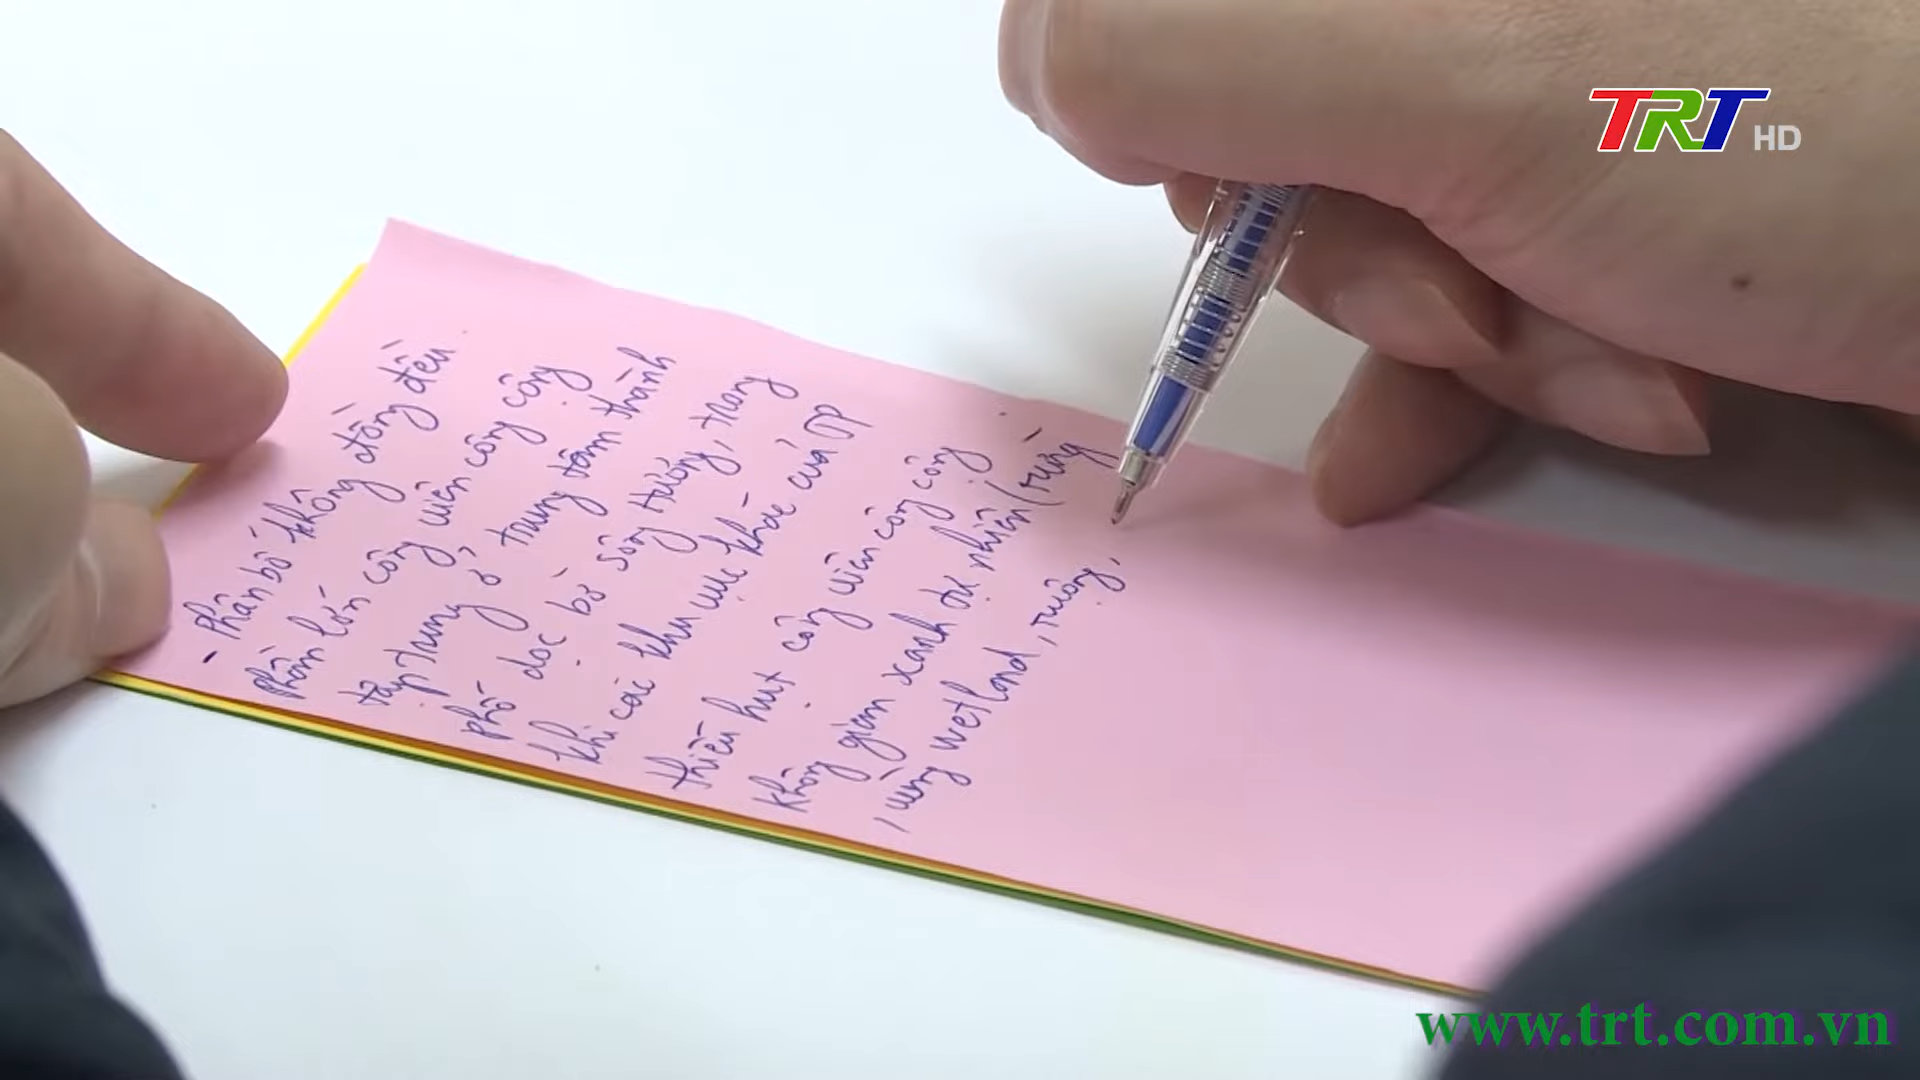 TRT HD
- Phân bố không đồng đều
Phần lớn công viên công cộng
tập trung ở trung tâm thành
phố dọc bờ sông Hương, trong
khi các khu vực khác của TP
thiếu hụt công viên công cộng
- Không gian xanh tự nhiên (rừng
, vùng wetland, ruộng,
www.trt.com.vn